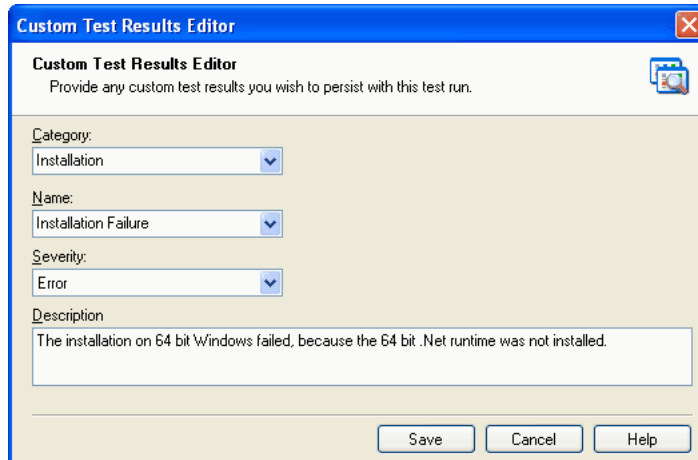 Custom Test Results Editor
Custom Test Results Editor
Provide any custom test results you wish to persist with this test run.
Category:
Installation
Name:
Installation Failure
Severity:
Error
Description
The installation on 64 bit Windows failed, because the 64 bit .Net runtime was not installed.
Save Cancel Help